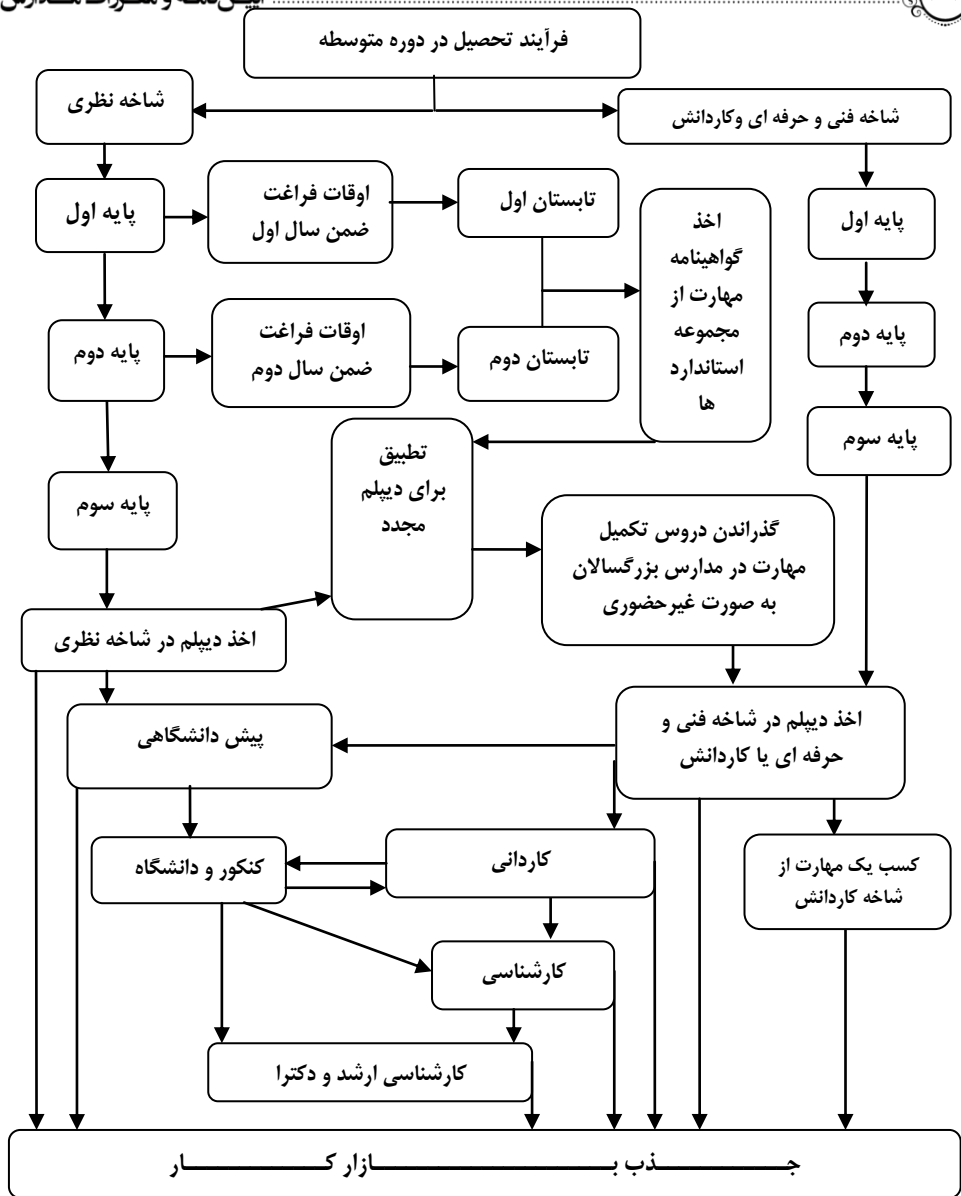 فرآیند تحصیل در دوره متوسطه
شاخه فنی و حرفه ای وکاردانش
شاخه نظری
پایه اول
اوقات فراغت
ضمن سال اول
تابستان اول
اخذ
گواهینامه
مهارت از
مجموعه
استاندارد
ها
پایه اول
پایه دوم
اوقات فراغت
ضمن سال دوم
تابستان دوم
پایه دوم
پایه سوم
تطبیق
برای دیپلم
مجدد
پایه سوم
گذراندن دروس تکمیل
مهارت در مدارس بزرگسالان
به صورت غیرحضوری
اخذ دیپلم در شاخه نظری
اخذ دیپلم در شاخه فنی و
حرفه ای یا کاردانش
پیش دانشگاهی
کنکور و دانشگاه
کاردانی
کسب یک مهارت از
شاخه کاردانش
کارشناسی
کارشناسی ارشد و دکترا
جـــــــذب بـــــــــــازار کـــــــــار